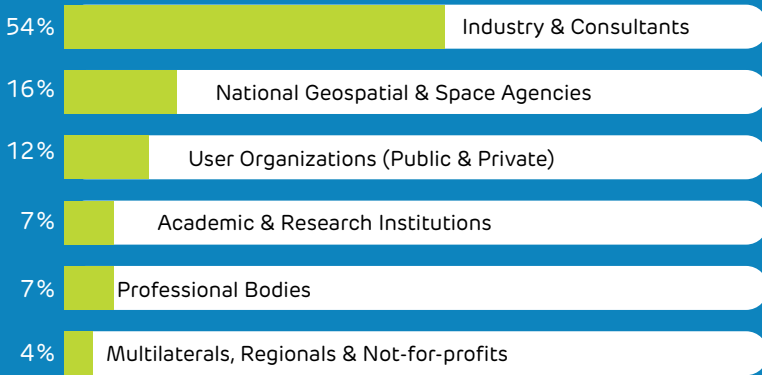 54% Industry & Consultants
16% National Geospatial & Space Agencies
12% User Organizations (Public & Private)
7% Academic & Research Institutions
7% Professional Bodies
4% Multilaterals, Regionals & Not-for-profits